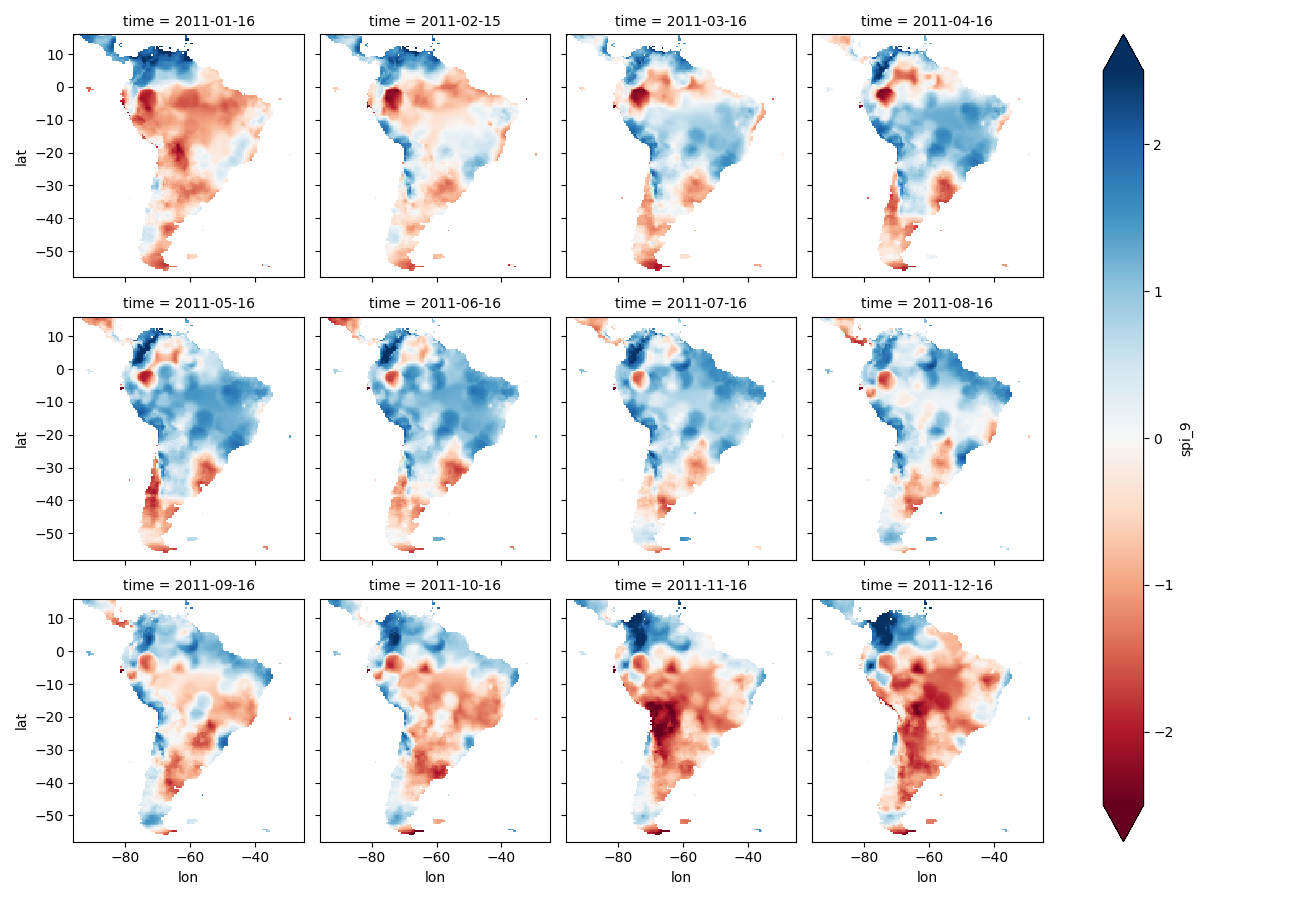 time = 2011-01-16
time = 2011-02-15
time = 2011-03-16
time = 2011-04-16
10
0
−10
−20
−30
−40
−50
lat
time = 2011-05-16
time = 2011-06-16
time = 2011-07-16
time = 2011-08-16
10
0
−10
−20
−30
−40
−50
lat
time = 2011-09-16
time = 2011-10-16
time = 2011-11-16
time = 2011-12-16
10
0
−10
−20
−30
−40
−50
lat
−80
−60
−40
lon
−80
−60
−40
lon
−80
−60
−40
lon
−80
−60
−40
lon
2
1
0
−1
−2
spi_9